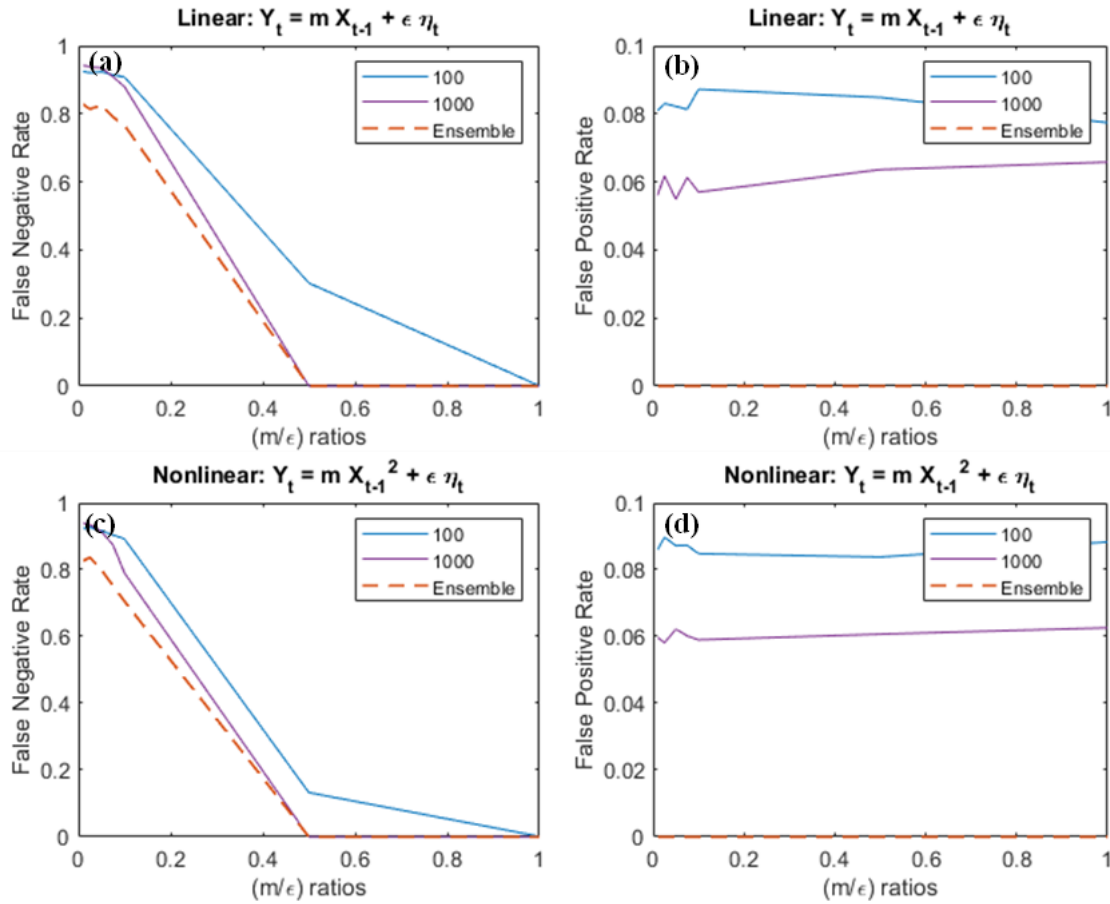 Linear: Y_t = m X_{t-1} + ϵ η_t
(a)
100
1000
Ensemble
False Negative Rate
1
0.8
0.6
0.4
0.2
0
0 0.2 0.4 0.6 0.8 1
(m/ϵ) ratios
Linear: Y_t = m X_{t-1} + ϵ η_t
(b)
100
1000
Ensemble
False Positive Rate
0.1
0.08
0.06
0.04
0.02
0
0 0.2 0.4 0.6 0.8 1
(m/ϵ) ratios
Nonlinear: Y_t = m X_{t-1}^2 + ϵ η_t
(c)
100
1000
Ensemble
False Negative Rate
1
0.8
0.6
0.4
0.2
0
0 0.2 0.4 0.6 0.8 1
(m/ϵ) ratios
Nonlinear: Y_t = m X_{t-1}^2 + ϵ η_t
(d)
100
1000
Ensemble
False Positive Rate
0.1
0.08
0.06
0.04
0.02
0
0 0.2 0.4 0.6 0.8 1
(m/ϵ) ratios